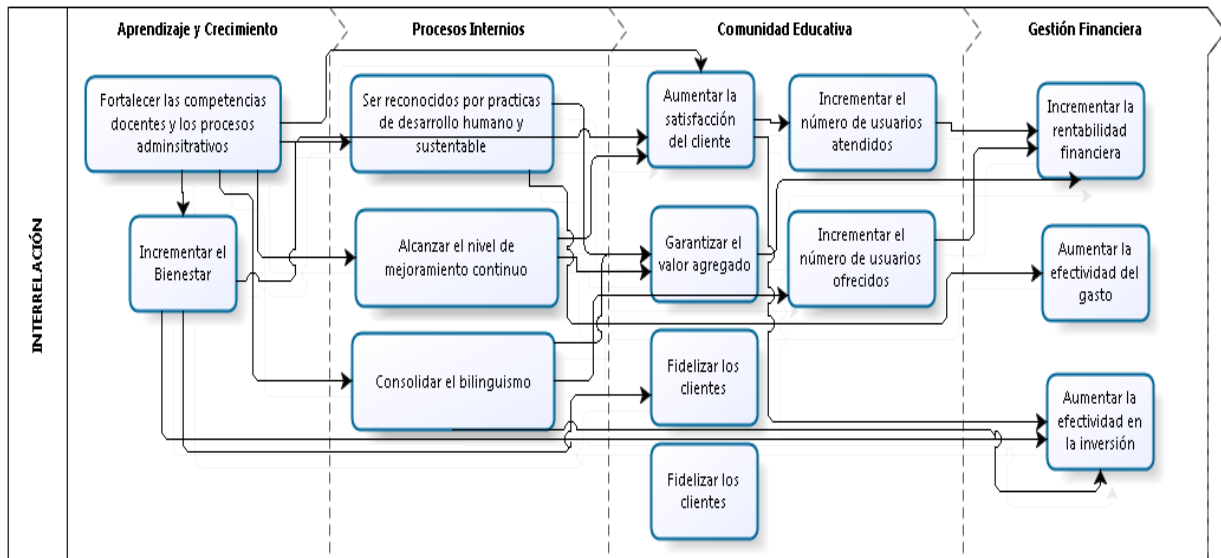 Aprendizaje y Crecimiento
Procesos Internios
Comunidad Educativa
Gestión Financiera
INTERRELACIÓN
Fortalecer las competencias
docentes y los procesos
adminsitrativos
Incrementar el
Bienestar
Ser reconocidos por practicas
de desarrollo humano y
sustentable
Alcanzar el nivel de
mejoramiento continuo
Consolidar el bilinguismo
Aumentar la
satisfacción
del cliente
Garantizar el
valor agregado
Fidelizar los
clientes
Fidelizar los
clientes
Incrementar el
número de usuarios
atendidos
Incrementar el
número de usuarios
ofrecidos
Incrementar la
rentabilidad
financiera
Aumentar la
efectividad del
gasto
Aumentar la
efectividad en
la inversión